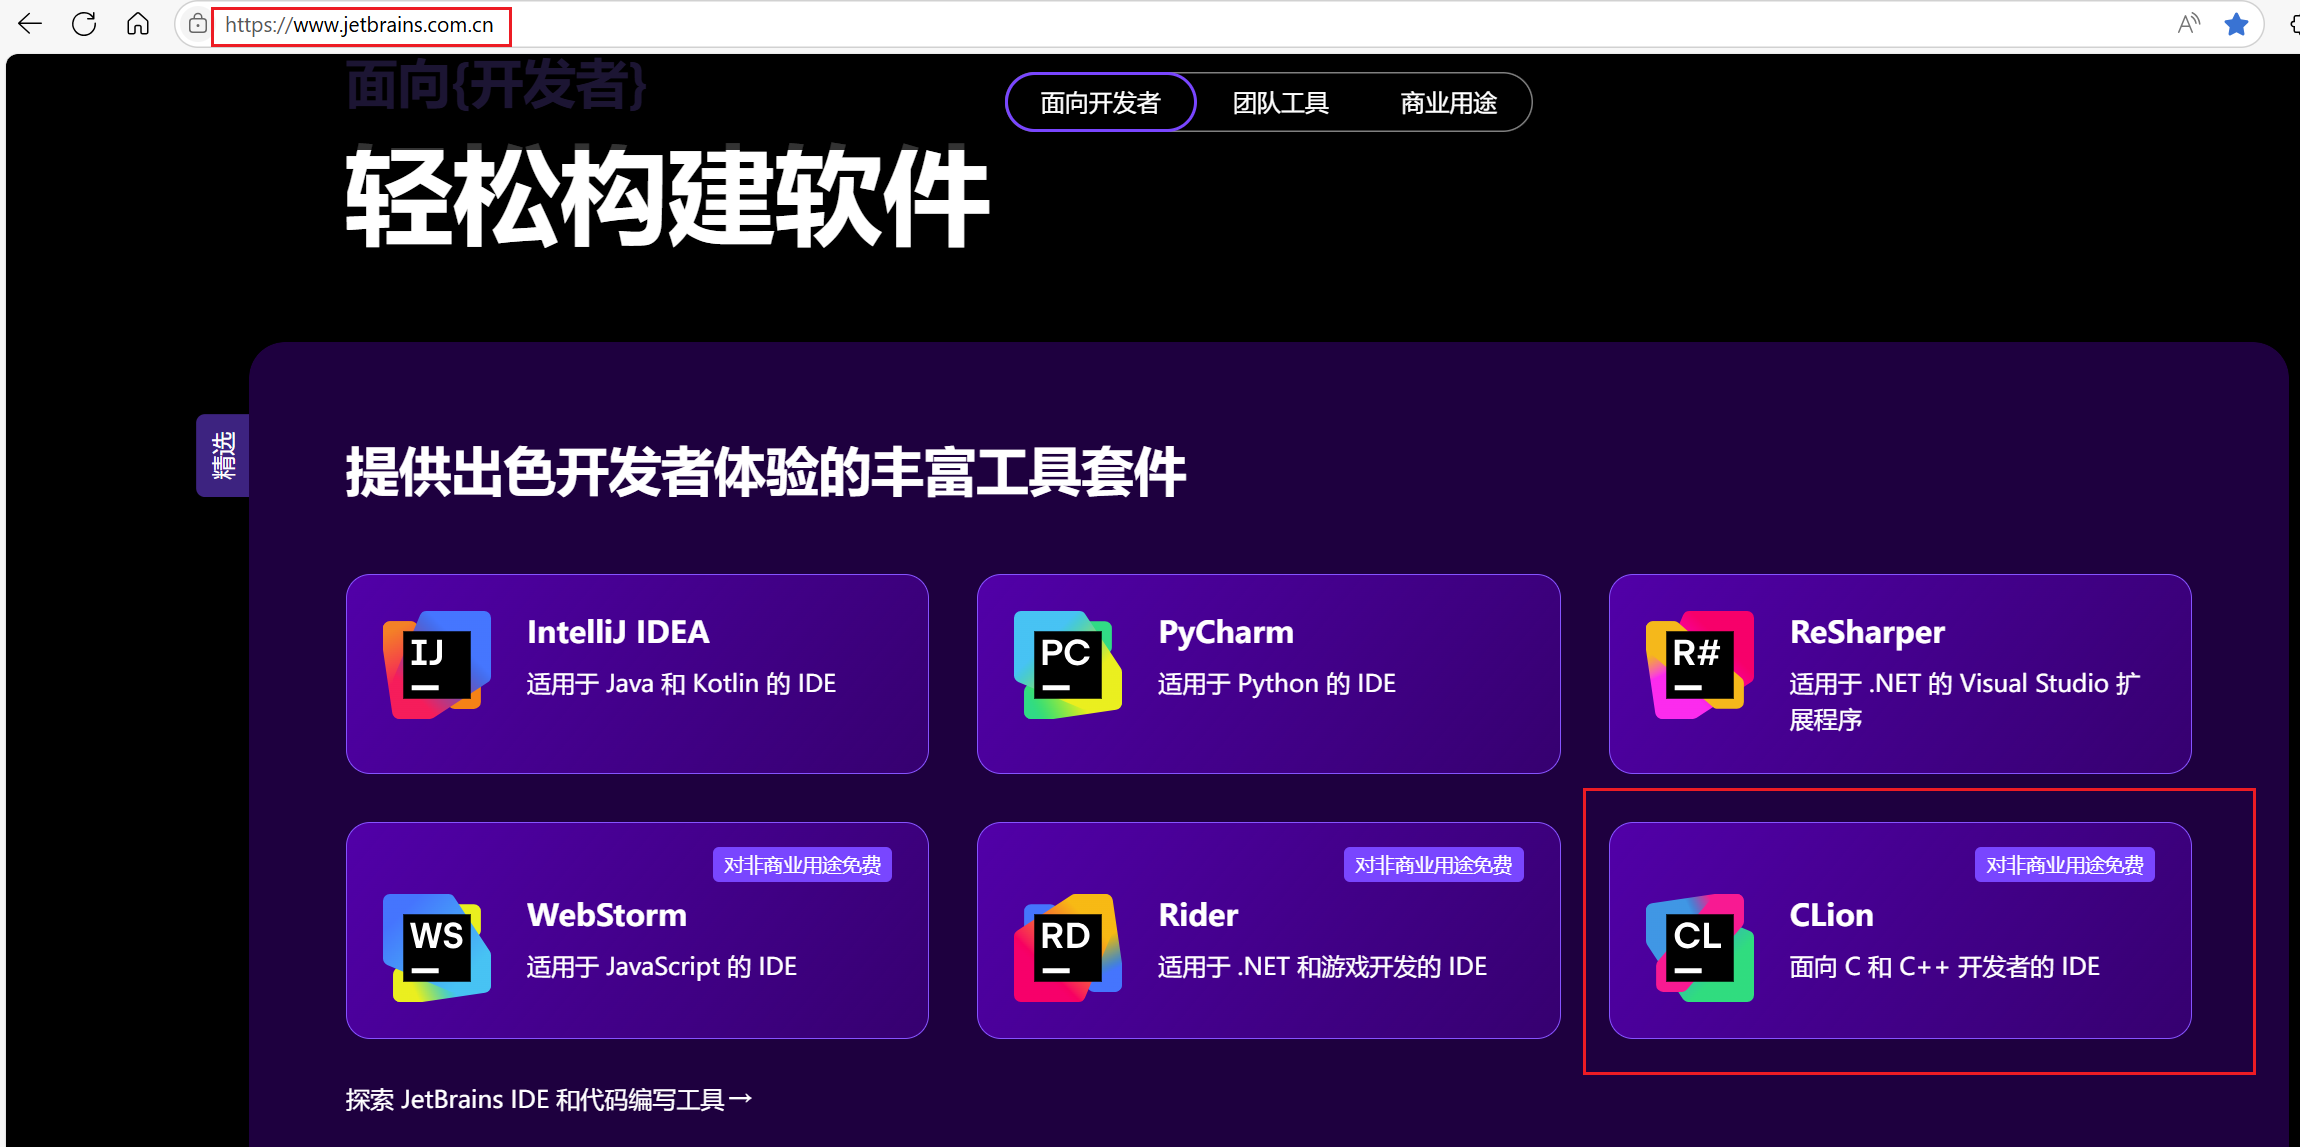 https://www.jetbrains.com.cn
面向{开发者}
面向开发者
团队工具
商业用途
轻松构建软件
精选
提供出色开发者体验的丰富工具套件
IJ
IntelliJ IDEA
适用于 Java 和 Kotlin 的 IDE
PC
PyCharm
适用于 Python 的 IDE
R#
ReSharper
适用于 .NET 的 Visual Studio 扩
展程序
对非商业用途免费
WS
WebStorm
适用于 JavaScript 的 IDE
对非商业用途免费
RD
Rider
适用于 .NET 和游戏开发的 IDE
对非商业用途免费
CL
CLion
面向 C 和 C++ 开发者的 IDE
探索 JetBrains IDE 和代码编写工具→